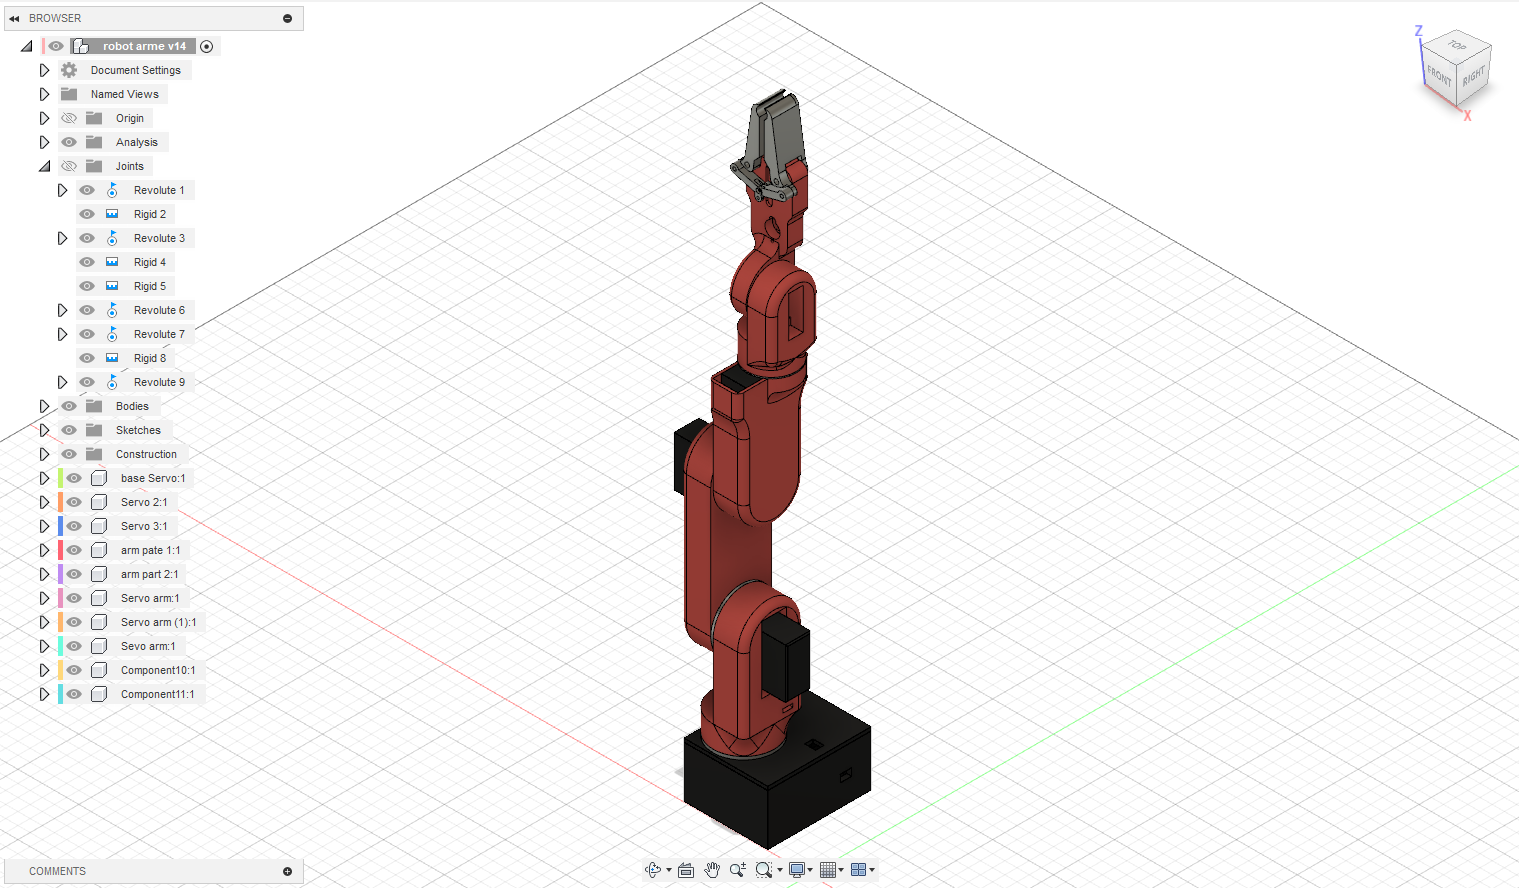 BROWSER
robot arme v14
Document Settings
Named Views
Origin
Analysis
Joints
Revolute 1
Rigid 2
Revolute 3
Rigid 4
Rigid 5
Revolute 6
Revolute 7
Rigid 8
Revolute 9
Bodies
Sketches
Construction
base Servo:1
Servo 2:1
Servo 3:1
arm pate 1:1
arm part 2:1
Servo arm:1
Servo arm (1):1
Sevo arm:1
Component10:1
Component11:1
COMMENTS
Z
TOP
FRONT
RIGHT
X